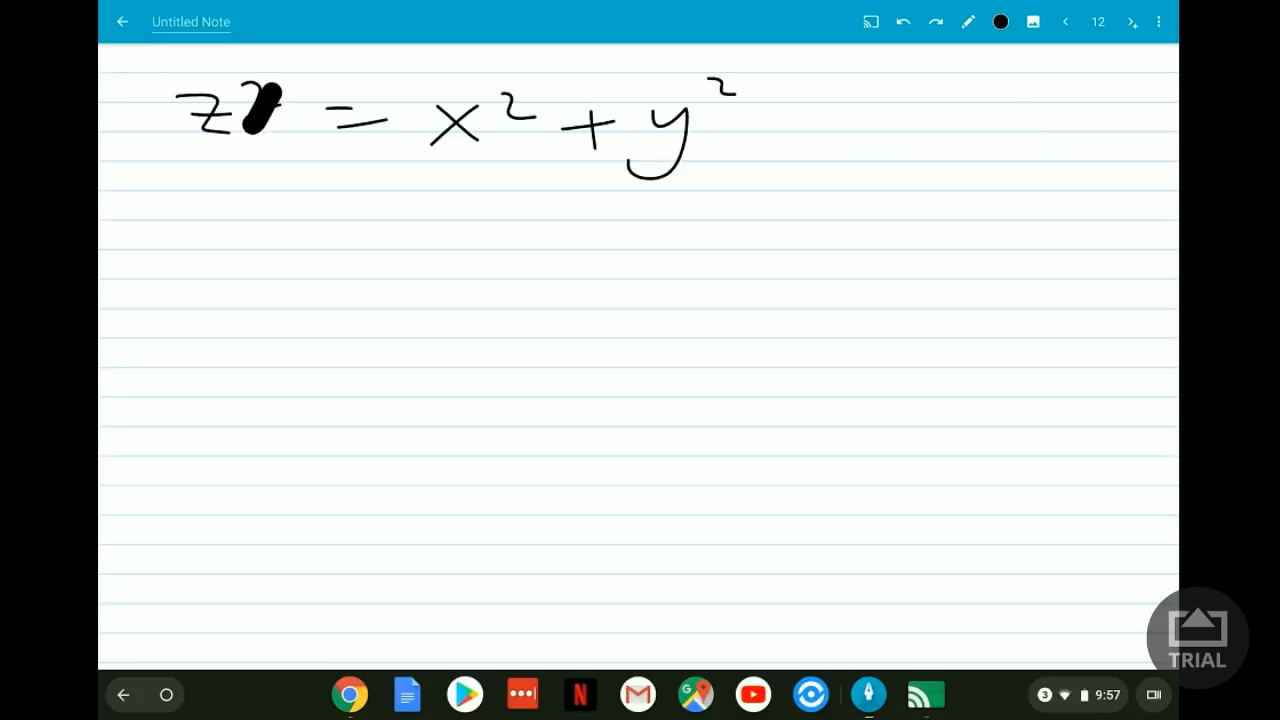 Untitled Note
12
z = x² + y²
TRIAL
3 9:57